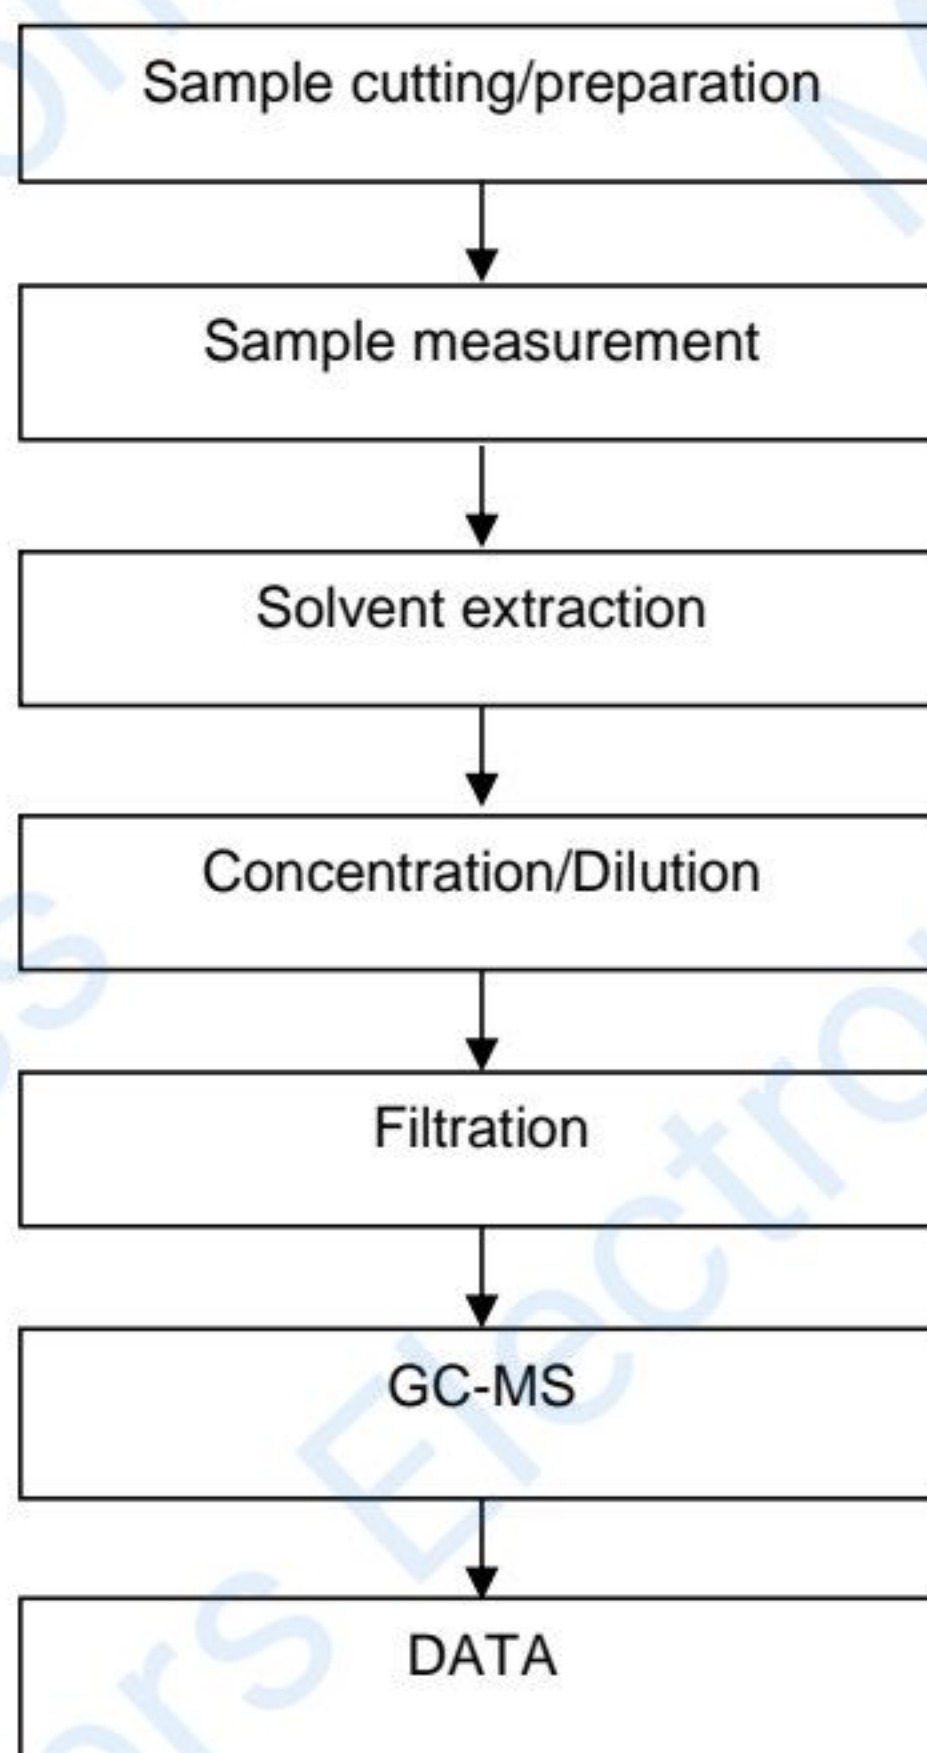 Sample cutting/preparation
Sample measurement
Solvent extraction
Concentration/Dilution
Filtration
GC-MS
DATA